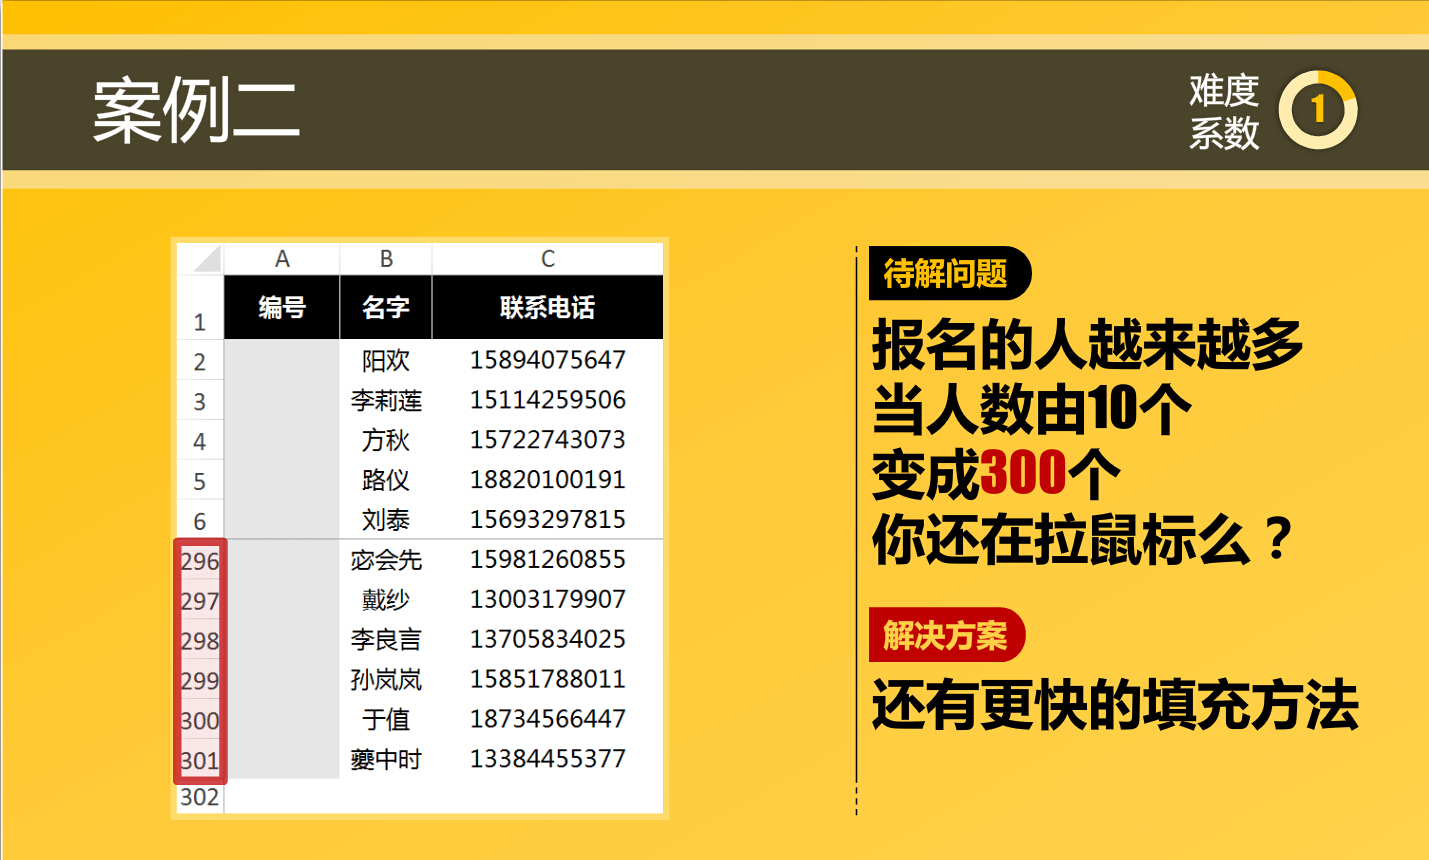 案例二
难度
系数
1
A B C
1 编号 名字 联系电话
2 阳欢 15894075647
3 李莉莲 15114259506
4 方秋 15722743073
5 路仪 18820100191
6 刘泰 15693297815
296 宓会先 15981260855
297 戴纱 13003179907
298 李良言 13705834025
299 孙岚岚 15851788011
300 于值 18734566447
301 中时 13384455377
302
待解问题
报名的人越来越多
当人数由10个
变成300个
你还在拉鼠标么？
解决方案
还有更快的填充方法